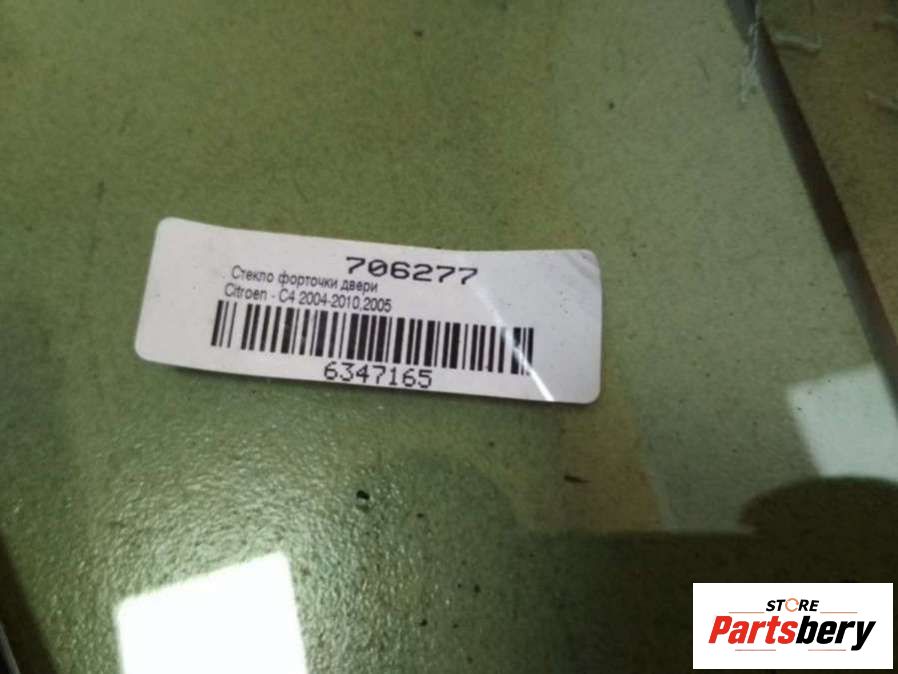 706277
Стекло форточки двери
Citroen - C4 2004-2010,2005
6347165
STORE
Partsbery